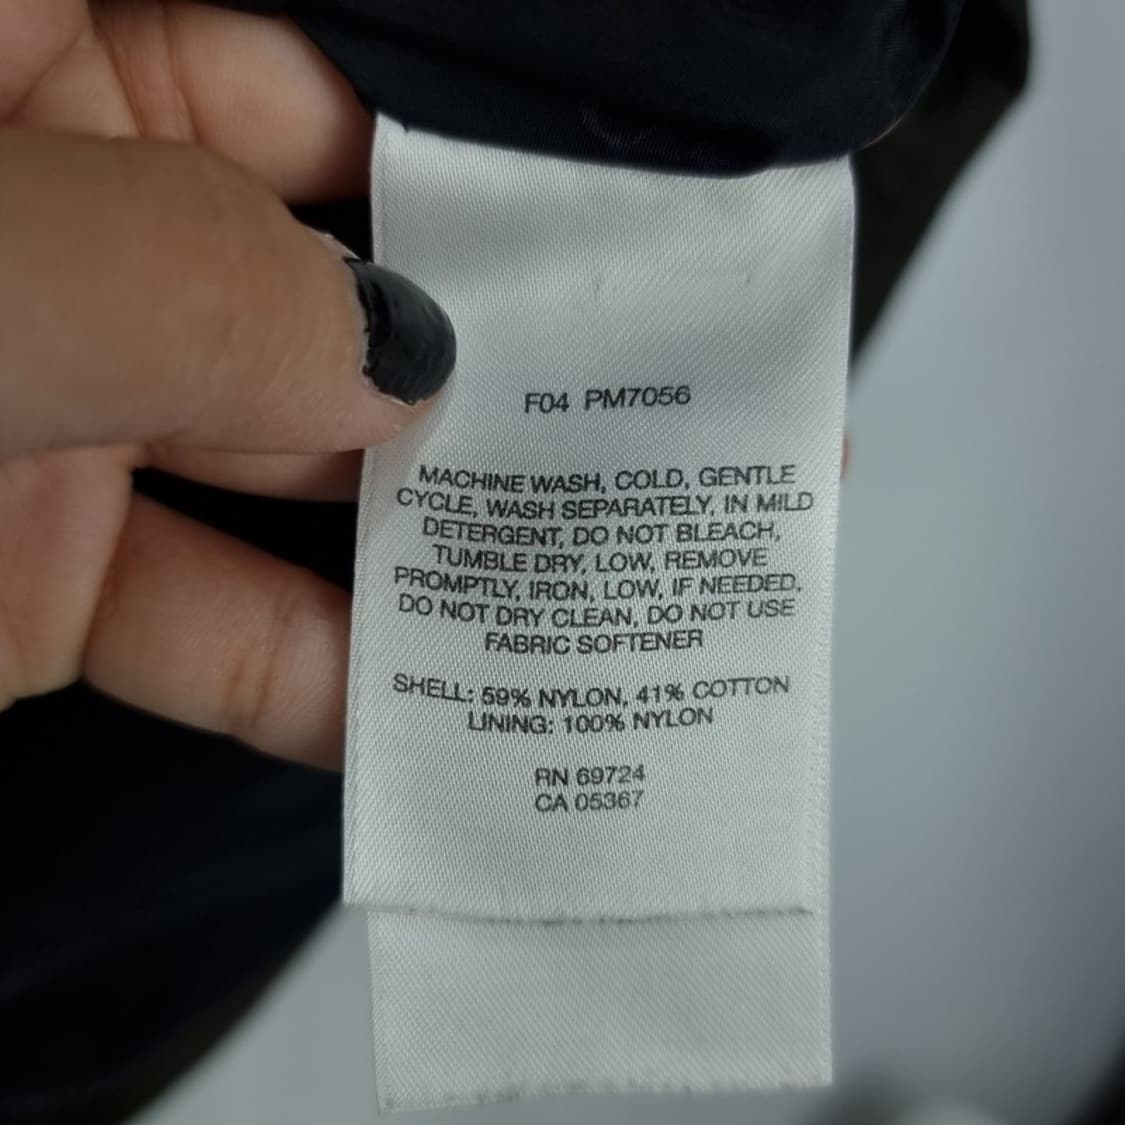 F04 PM7056
MACHINE WASH, COLD, GENTLE
CYCLE, WASH SEPARATELY, IN MILD
DETERGENT, DO NOT BLEACH,
TUMBLE DRY, LOW, REMOVE
PROMPTLY, IRON, LOW, IF NEEDED.
DO NOT DRY CLEAN, DO NOT USE
FABRIC SOFTENER
SHELL: 59% NYLON, 41% COTTON
LINING: 100% NYLON
RN 69724
CA 05367